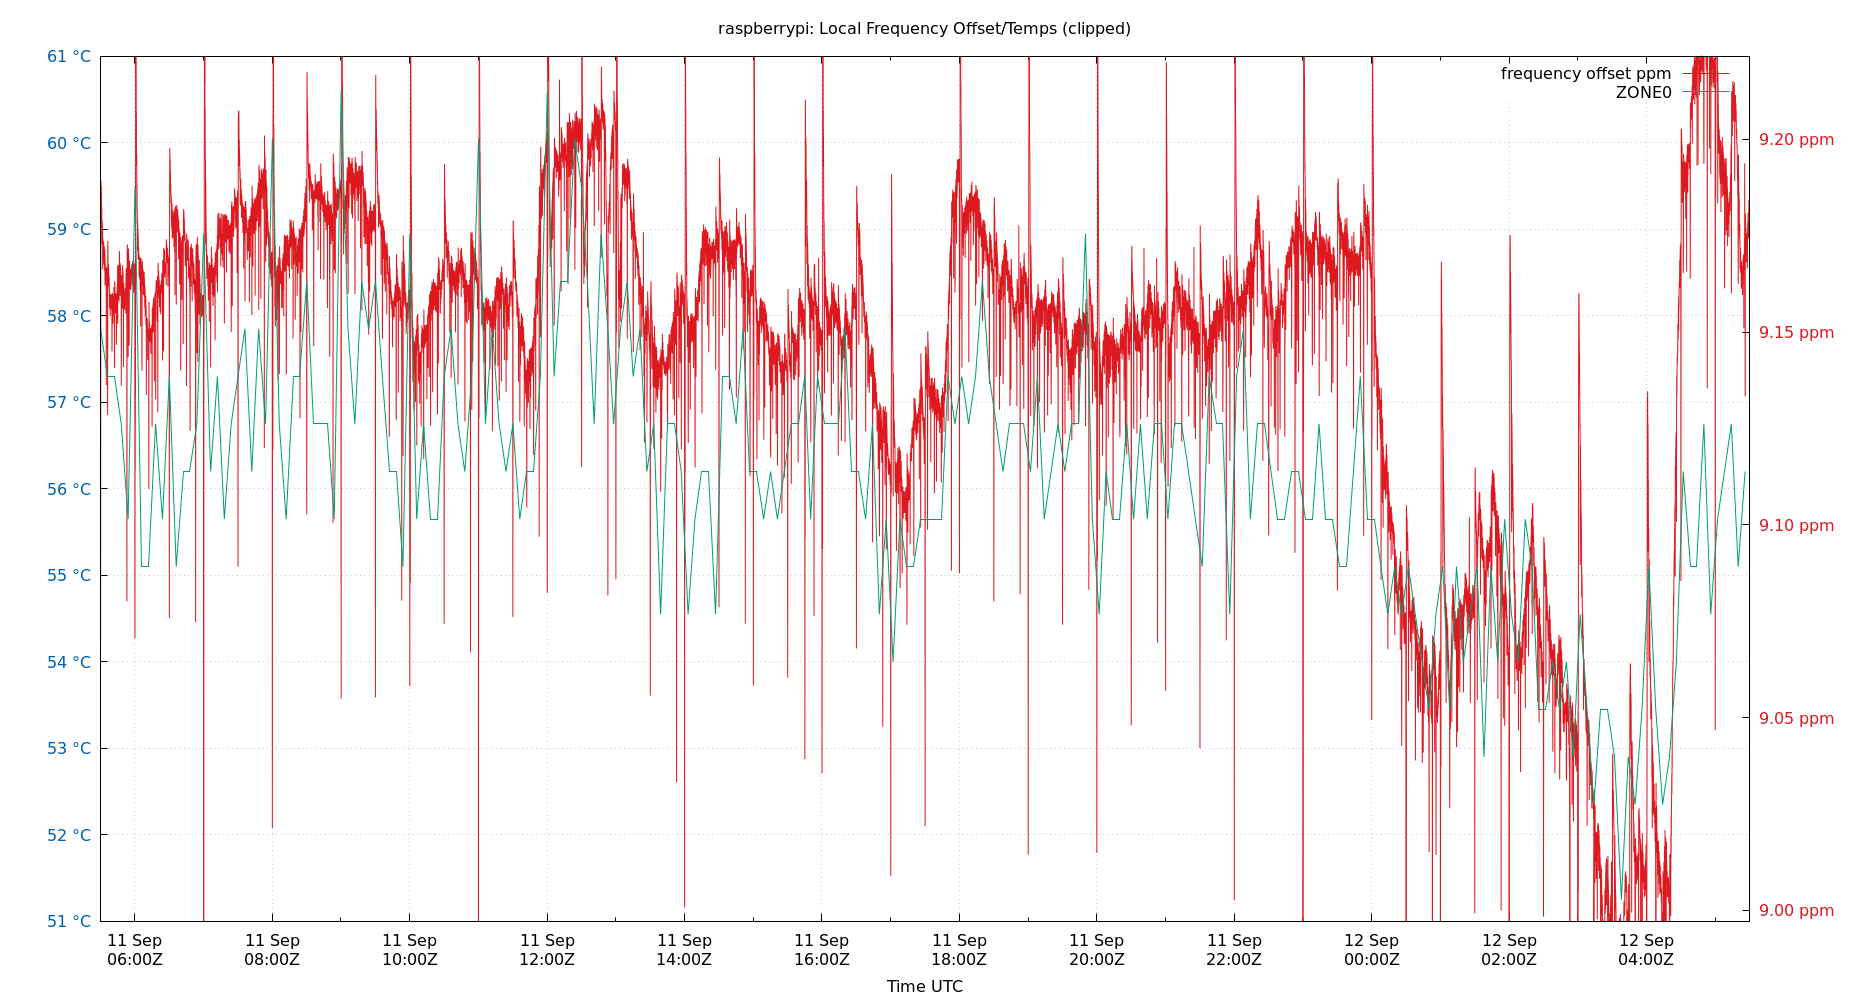 raspberrypi: Local Frequency Offset/Temps (clipped)
61 °C
60 °C
59 °C
58 °C
57 °C
56 °C
55 °C
54 °C
53 °C
52 °C
51 °C
frequency offset ppm
ZONE0
9.20 ppm
9.15 ppm
9.10 ppm
9.05 ppm
9.00 ppm
11 Sep
06:00Z
11 Sep
08:00Z
11 Sep
10:00Z
11 Sep
12:00Z
11 Sep
14:00Z
11 Sep
16:00Z
11 Sep
18:00Z
11 Sep
20:00Z
11 Sep
22:00Z
12 Sep
00:00Z
12 Sep
02:00Z
12 Sep
04:00Z
Time UTC